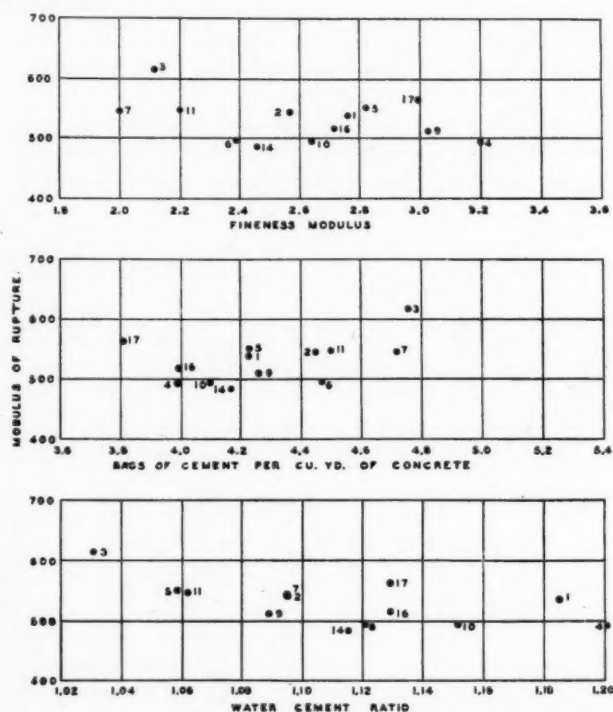 700
3
600
7 11 2 1 5 17
500
6 14 10 16 9 4
400
1.8 2.0 2.2 2.4 2.6 2.8 3.0 3.2 3.4 3.6
FINENESS MODULUS
MODULUS OF RUPTURE.
700
3
600
17 5 1 2 11 7
16 9
500
4 10 14 6
400
3.6 3.8 4.0 4.2 4.4 4.6 4.8 5.0 5.2 5.4
BAGS OF CEMENT PER CU. YD. OF CONCRETE
700
3
600
5 11 7 2 17 1
9 16
500
14 6 10 4
400
1.02 1.04 1.06 1.08 1.10 1.12 1.14 1.16 1.18 1.20
WATER CEMENT RATIO